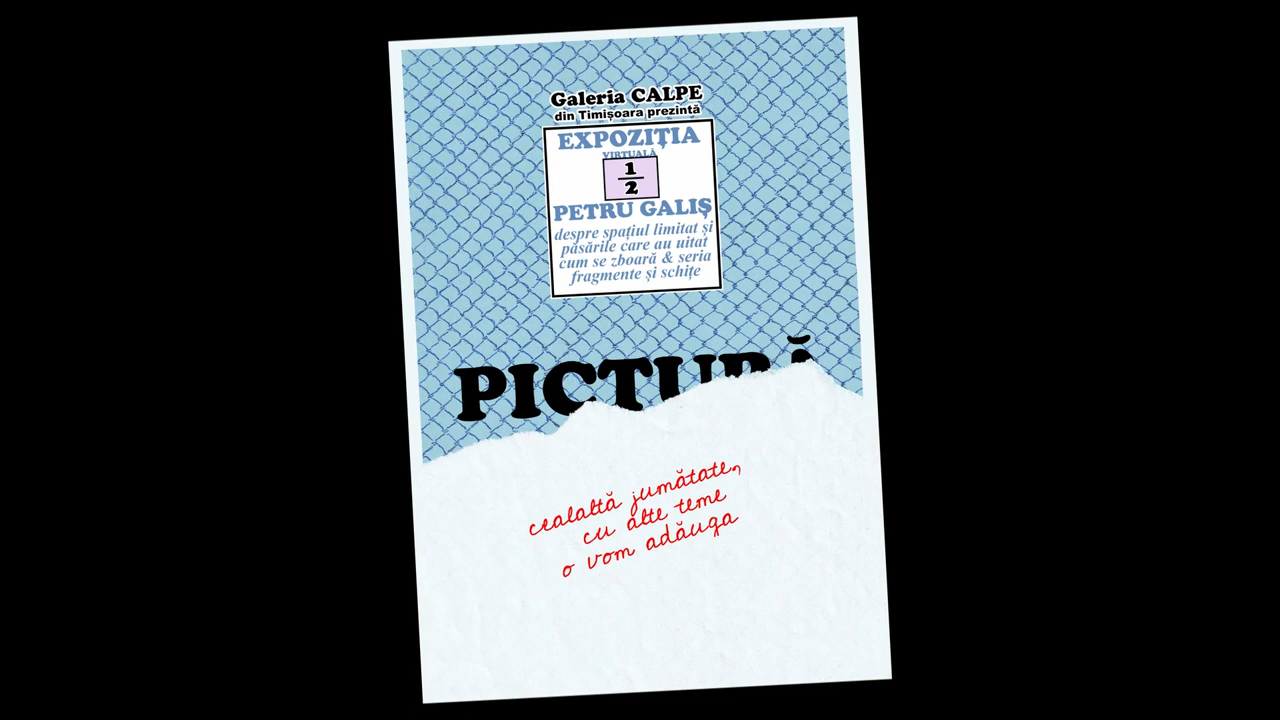 Galeria CALPE
din Timișoara prezintă
EXPOZIȚIA
VIRTUALĂ
1
2
PETRU GALIȘ
despre spațiul limitat și
păsările care au uitat
cum se zboară & seria
fragmente și schițe
PICTURĂ
cealaltă jumătate,
cu alte teme
o vom adăuga